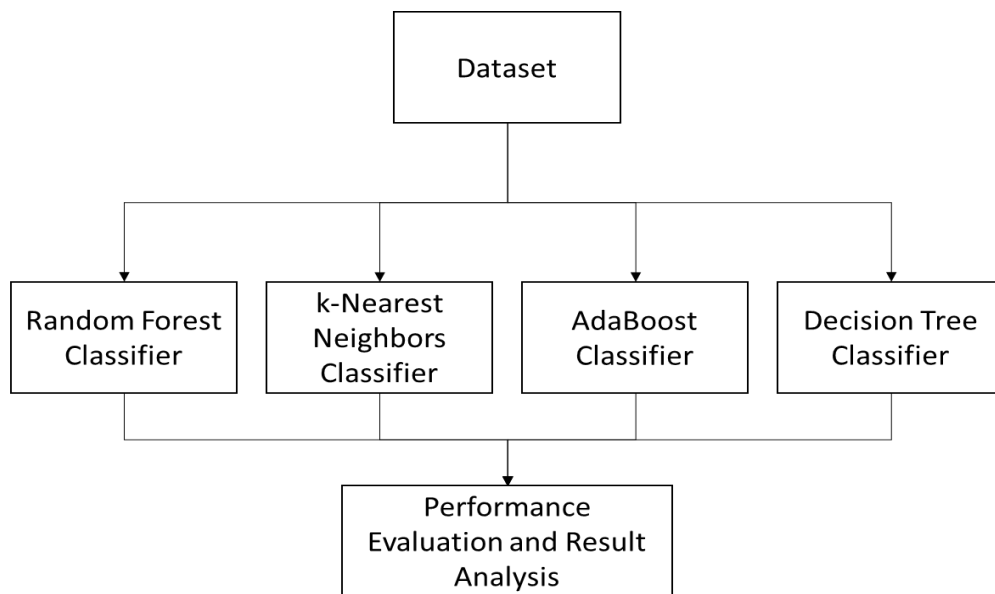 Dataset
Random Forest
Classifier
k-Nearest
Neighbors
Classifier
AdaBoost
Classifier
Decision Tree
Classifier
Performance
Evaluation and Result
Analysis